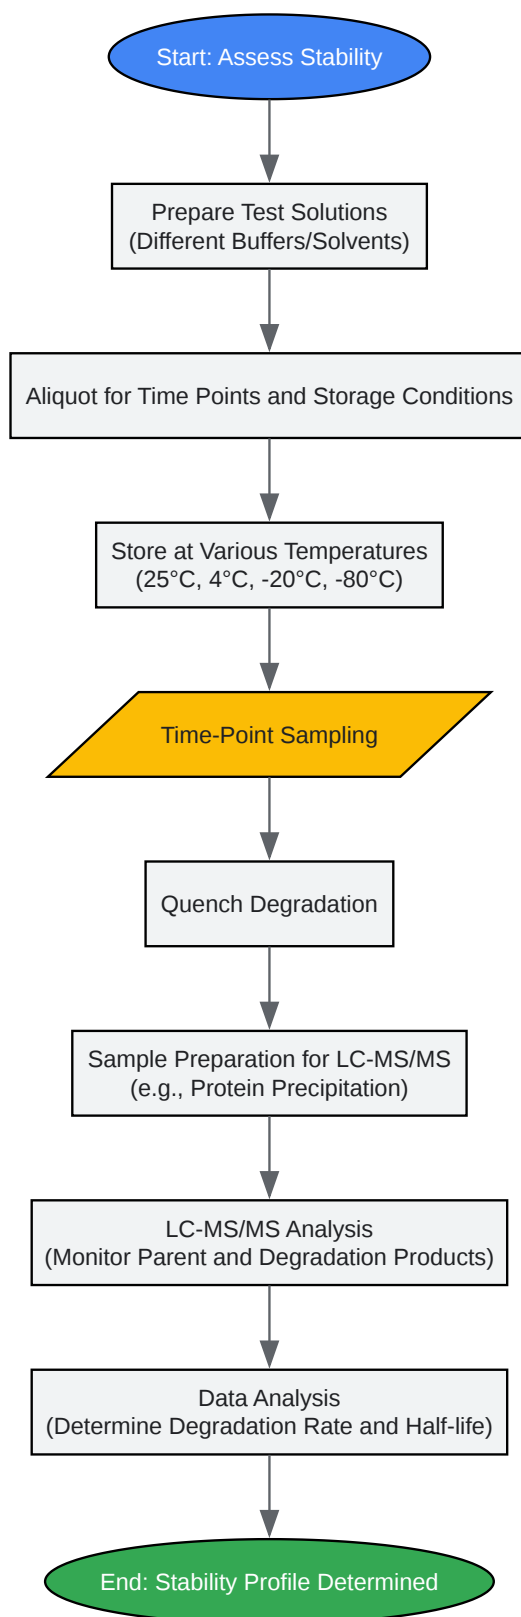 Start: Assess Stability
Prepare Test Solutions
(Different Buffers/Solvents)
Aliquot for Time Points and Storage Conditions
Store at Various Temperatures
(25°C, 4°C, -20°C, -80°C)
Time-Point Sampling
Quench Degradation
Sample Preparation for LC-MS/MS
(e.g., Protein Precipitation)
LC-MS/MS Analysis
(Monitor Parent and Degradation Products)
Data Analysis
(Determine Degradation Rate and Half-life)
End: Stability Profile Determined